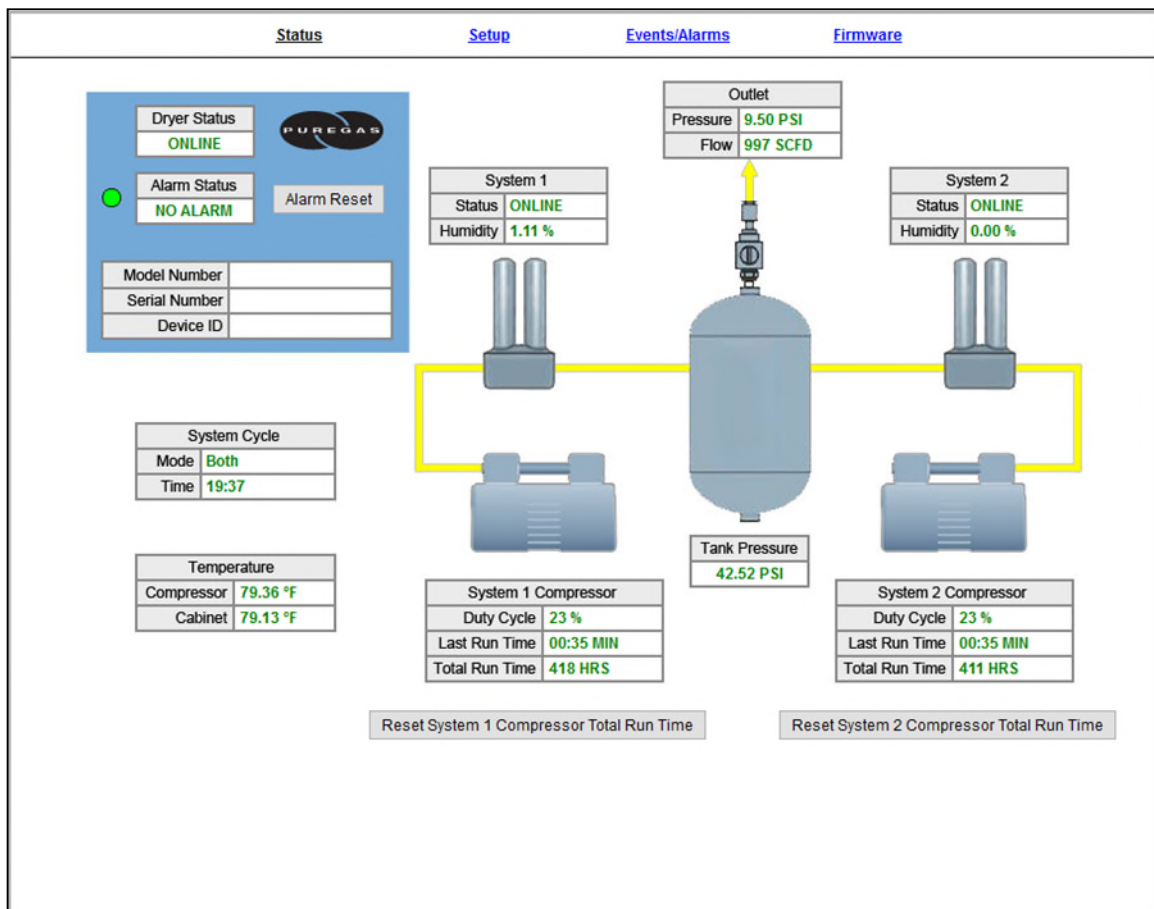 Status Setup Events/Alarms Firmware
Dryer Status
ONLINE
PUREGAS
Alarm Status
NO ALARM
Alarm Reset
Model Number
Serial Number
Device ID
Outlet
Pressure 9.50 PSI
Flow 997 SCFD
System 1
Status ONLINE
Humidity 1.11 %
System 2
Status ONLINE
Humidity 0.00 %
System Cycle
Mode Both
Time 19:37
Temperature
Compressor 79.36 °F
Cabinet 79.13 °F
Tank Pressure
42.52 PSI
System 1 Compressor
Duty Cycle 23 %
Last Run Time 00:35 MIN
Total Run Time 418 HRS
Reset System 1 Compressor Total Run Time
System 2 Compressor
Duty Cycle 23 %
Last Run Time 00:35 MIN
Total Run Time 411 HRS
Reset System 2 Compressor Total Run Time